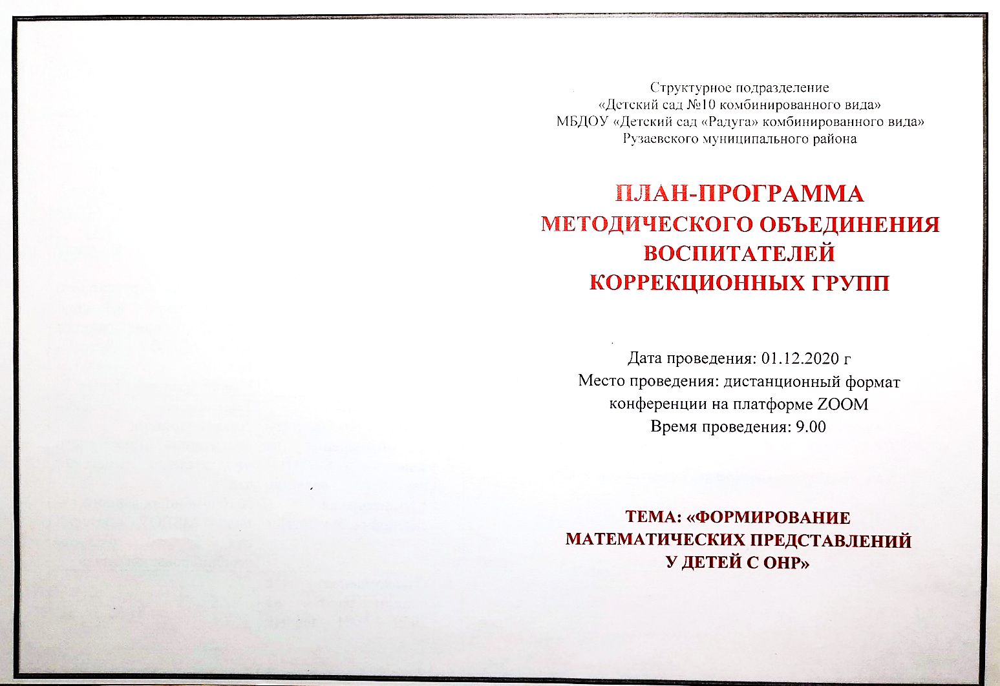 Структурное подразделение
«Детский сад №10 комбинированного вида»
МБДОУ «Детский сад «Радуга» комбинированного вида»
Рузаевского муниципального района
ПЛАН-ПРОГРАММА
МЕТОДИЧЕСКОГО ОБЪЕДИНЕНИЯ
ВОСПИТАТЕЛЕЙ
КОРРЕКЦИОННЫХ ГРУПП
Дата проведения: 01.12.2020 г
Место проведения: дистанционный формат
конференции на платформе ZOOM
Время проведения: 9.00
ТЕМА: «ФОРМИРОВАНИЕ
МАТЕМАТИЧЕСКИХ ПРЕДСТАВЛЕНИЙ
У ДЕТЕЙ С ОНР»